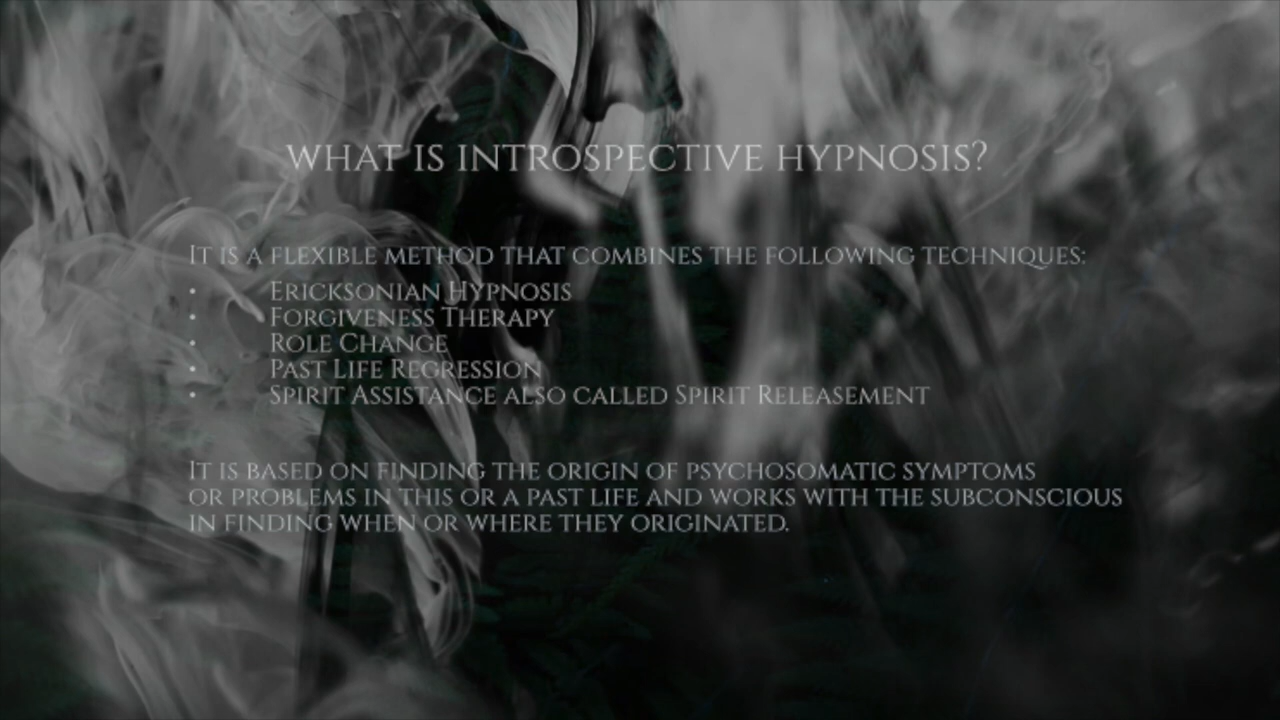 WHAT IS INTROSPECTIVE HYPNOSIS?
IT IS A FLEXIBLE METHOD THAT COMBINES THE FOLLOWING TECHNIQUES:
• ERICKSONIAN HYPNOSIS
• FORGIVENESS THERAPY
• ROLE CHANGE
• PAST LIFE REGRESSION
• SPIRIT ASSISTANCE ALSO CALLED SPIRIT RELEASEMENT
IT IS BASED ON FINDING THE ORIGIN OF PSYCHOSOMATIC SYMPTOMS
OR PROBLEMS IN THIS OR A PAST LIFE AND WORKS WITH THE SUBCONSCIOUS
IN FINDING WHEN OR WHERE THEY ORIGINATED.